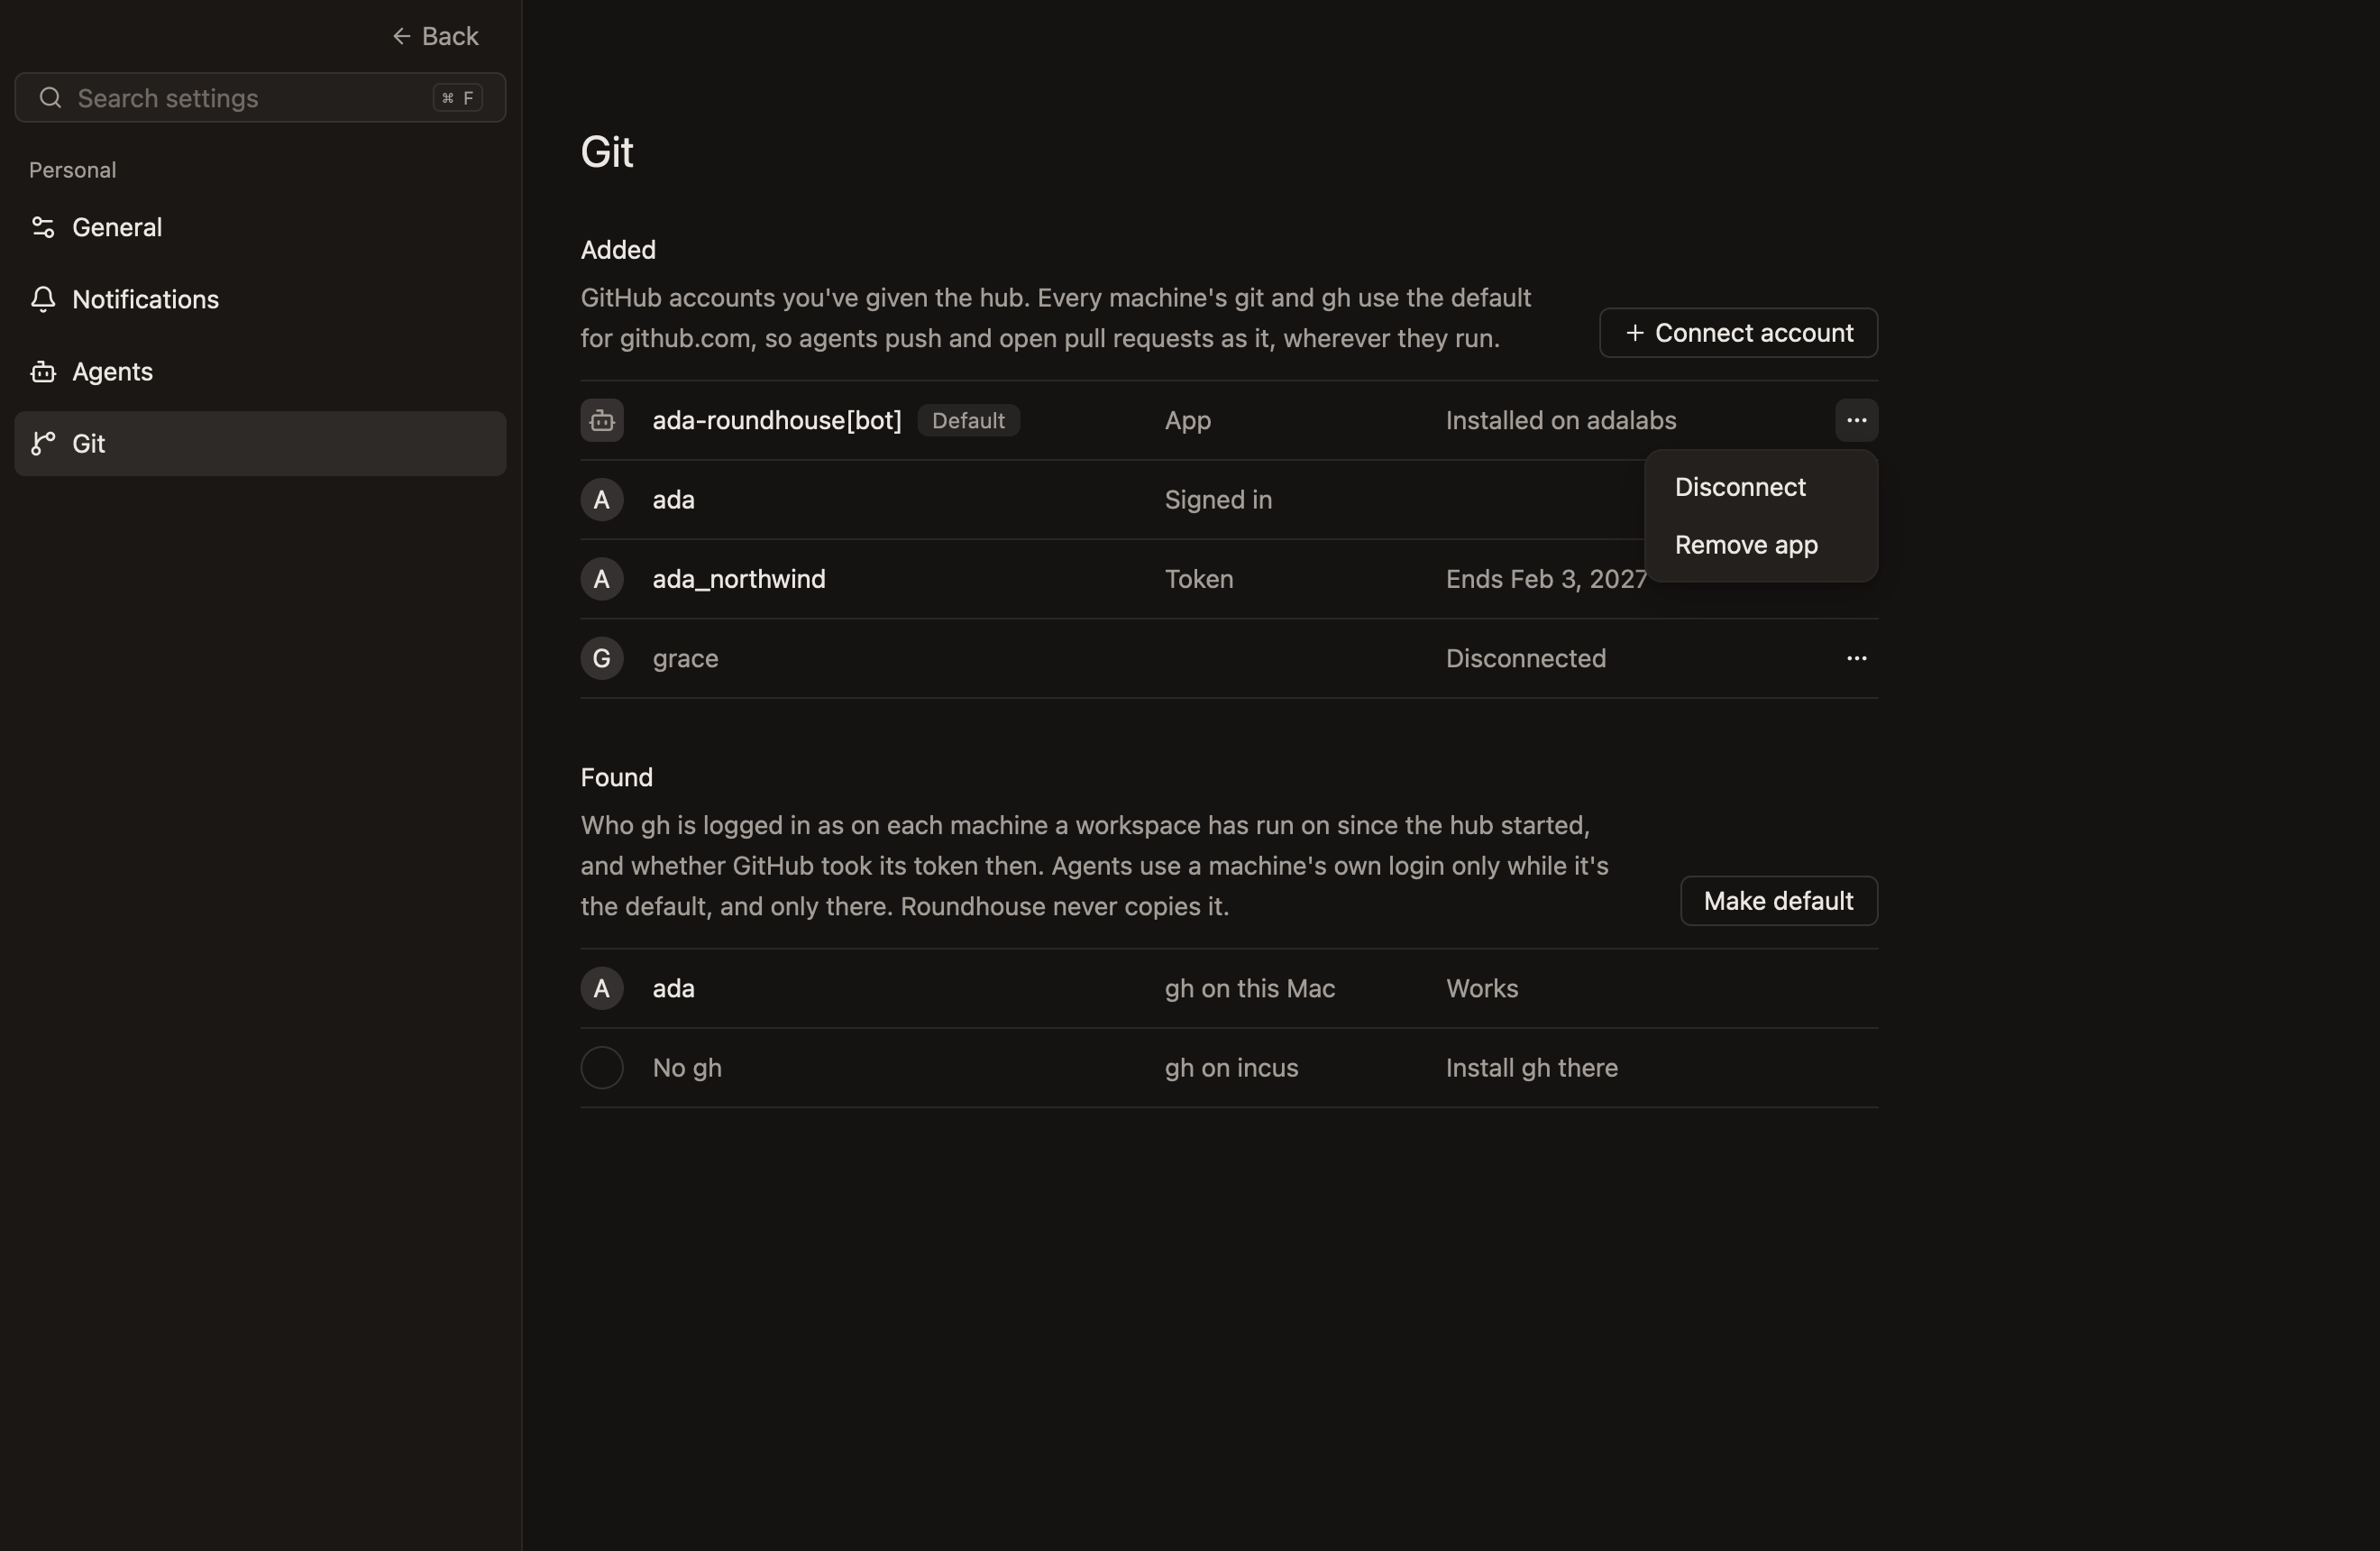 ← Back
Search settings ⌘ F
Personal
General
Notifications
Agents
Git
Git
Added
GitHub accounts you've given the hub. Every machine's git and gh use the default
for github.com, so agents push and open pull requests as it, wherever they run.
+ Connect account
ada-roundhouse[bot] Default App Installed on adalabs ...
Disconnect
Remove app
A ada Signed in
A ada_northwind Token Ends Feb 3, 2027
G grace Disconnected ...
Found
Who gh is logged in as on each machine a workspace has run on since the hub started,
and whether GitHub took its token then. Agents use a machine's own login only while it's
the default, and only there. Roundhouse never copies it.
Make default
A ada gh on this Mac Works
No gh gh on incus Install gh there